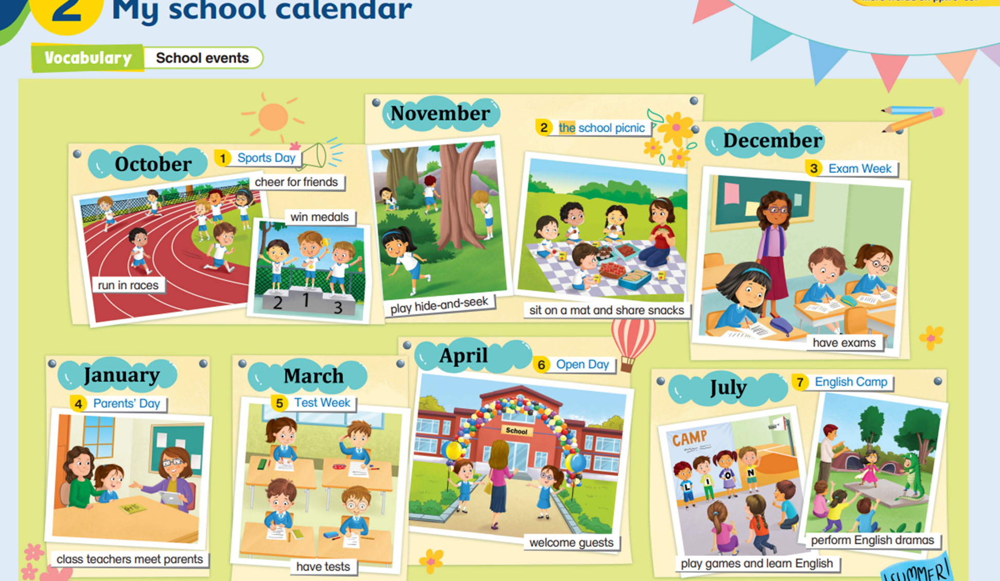 2 My school calendar
Vocabulary School events
October
1 Sports Day
cheer for friends
win medals
run in races
2 1 3
November
2 the school picnic
play hide-and-seek
sit on a mat and share snacks
December
3 Exam Week
have exams
January
4 Parents' Day
class teachers meet parents
March
5 Test Week
have tests
April
6 Open Day
School
welcome guests
July
7 English Camp
CAMP
L I O N
play games and learn English
perform English dramas
SUMMER!